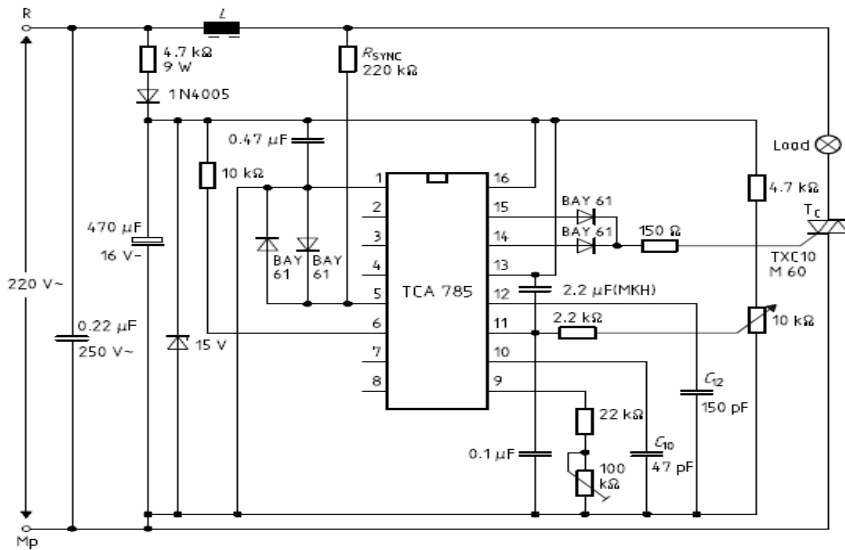 R
L
4.7 kΩ
9 W
R SYNC
220 kΩ
1N4005
0.47 µF
10 kΩ
Load
1
2
3
4
5
6
7
8
16
15
14
13
12
11
10
9
TCA 785
BAY 61
BAY 61
BAY
61
BAY
61
150 Ω
4.7 kΩ
Tc
TXC10
M 60
470 µF
16 V-
220 V~
2.2 µF(MKH)
2.2 kΩ
10 kΩ
0.22 µF
250 V~
15 V
C12
150 pF
22 kΩ
C10
47 pF
0.1 µF
100
kΩ
Mp